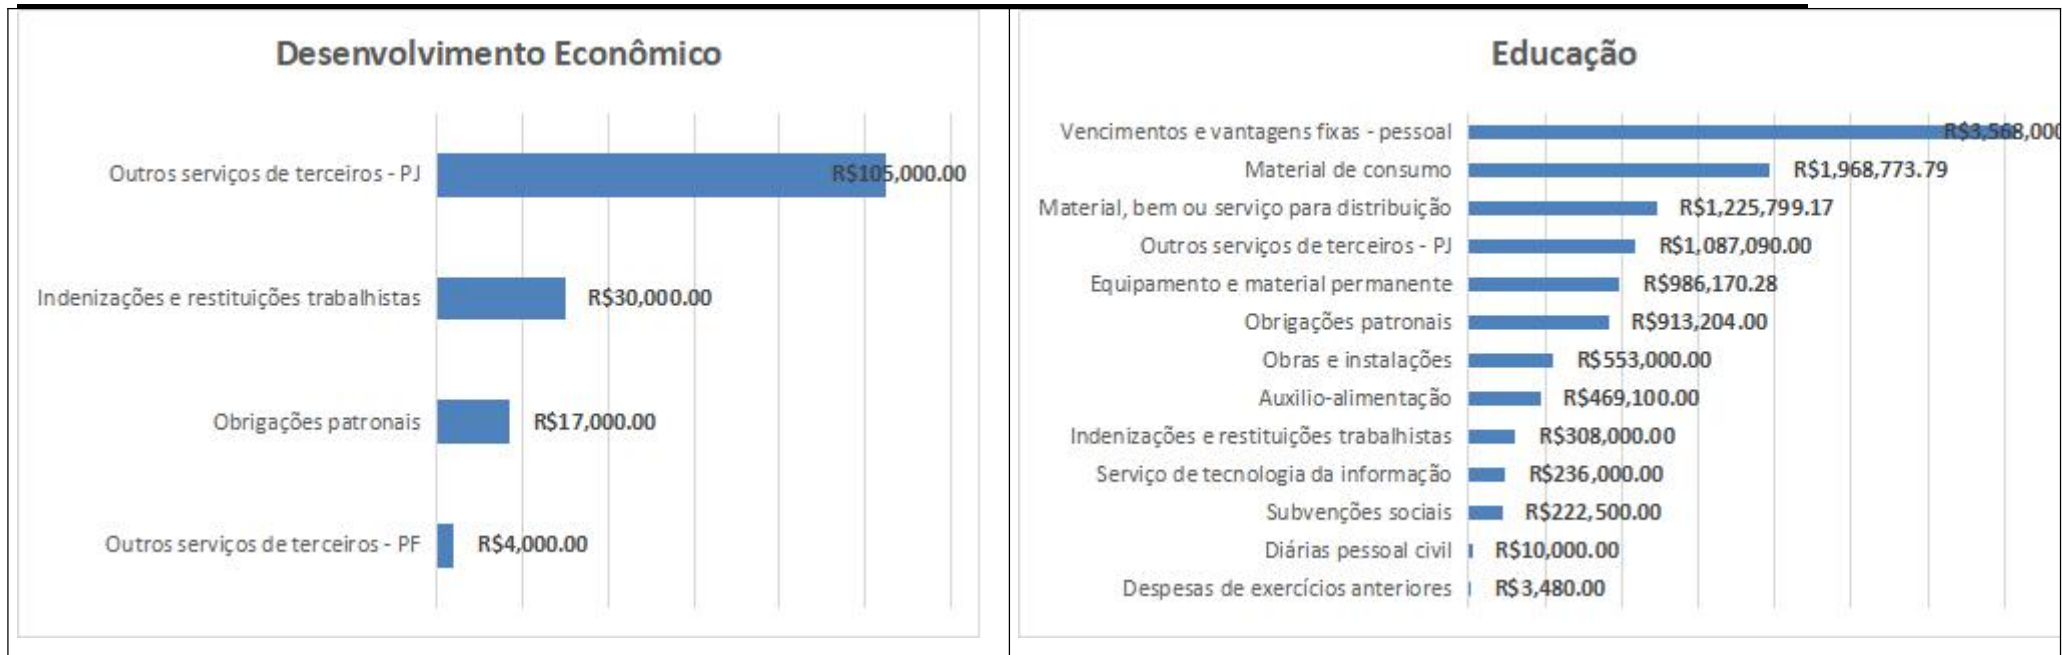 Desenvolvimento Econômico
Outros serviços de terceiros - PJ R$105,000.00
Indenizações e restituições trabalhistas R$30,000.00
Obrigações patronais R$17,000.00
Outros serviços de terceiros - PF R$4,000.00
Educação
Vencimentos e vantagens fixas - pessoal R$3,568,000
Material de consumo R$1,968,773.79
Material, bem ou serviço para distribuição R$1,225,799.17
Outros serviços de terceiros - PJ R$1,087,090.00
Equipamento e material permanente R$986,170.28
Obrigações patronais R$913,204.00
Obras e instalações R$553,000.00
Auxilio-alimentação R$469,100.00
Indenizações e restituições trabalhistas R$308,000.00
Serviço de tecnologia da informação R$236,000.00
Subvenções sociais R$222,500.00
Diárias pessoal civil R$10,000.00
Despesas de exercícios anteriores R$3,480.00